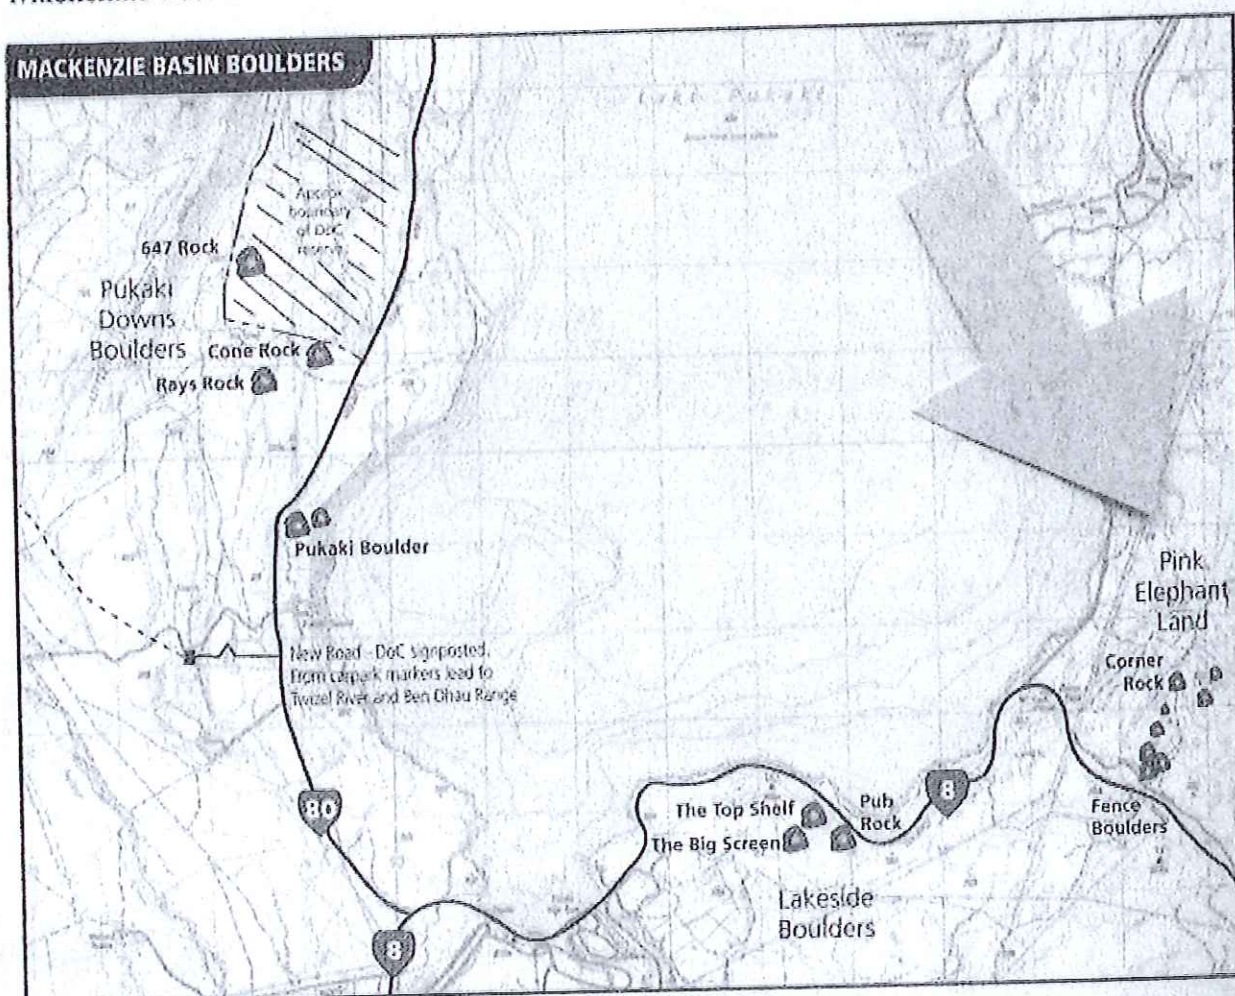 MACKENZIE BASIN BOULDERS
Lake Pukaki
Approx
boundary
of DoC
reserve
647 Rock
Pukaki
Downs
Boulders
Cone Rock
Rays Rock
Pukaki Boulder
Pink
Elephant
Land
New Road - DoC signposted.
From carpark markers lead to
Twizel River and Ben Ohau Range
Corner
Rock
80
8
The Top Shelf
Pub
Rock
The Big Screen
Fence
Boulders
Lakeside
Boulders
8